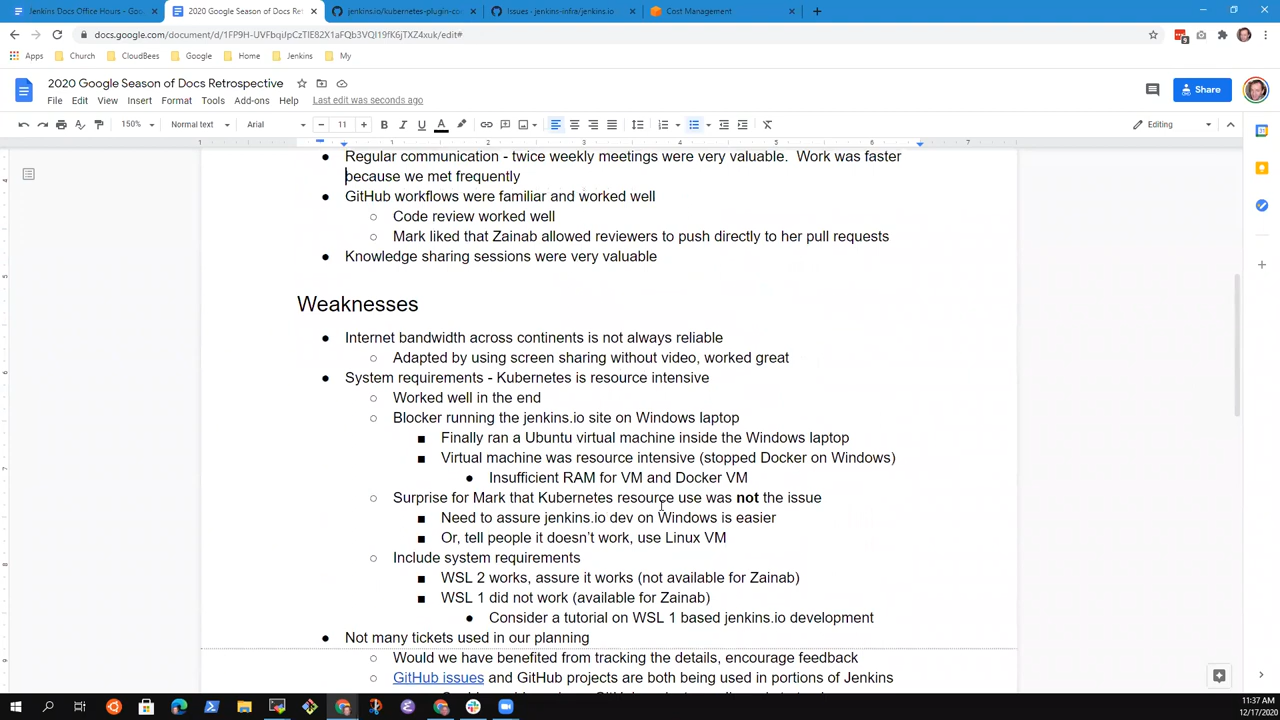 Jenkins Docs Office Hours - Goo
2020 Google Season of Docs Ret
jenkins.io/kubernetes-plugin-co
Issues · jenkins-infra/jenkins.io
Cost Management
docs.google.com/document/d/1FP9H-UVFbqIpCzTlE82X1aFQb3VQI19fK6jTXZ4xuk/edit#
Apps Church CloudBees Google Home Jenkins My
2020 Google Season of Docs Retrospective
File Edit View Insert Format Tools Add-ons Help Last edit was seconds ago
Share
150% Normal text Arial 11 Editing
1 1 2 3 4 5 6 7
Regular communication - twice weekly meetings were very valuable. Work was faster
because we met frequently
GitHub workflows were familiar and worked well
Code review worked well
Mark liked that Zainab allowed reviewers to push directly to her pull requests
Knowledge sharing sessions were very valuable
Weaknesses
Internet bandwidth across continents is not always reliable
Adapted by using screen sharing without video, worked great
System requirements - Kubernetes is resource intensive
Worked well in the end
Blocker running the jenkins.io site on Windows laptop
Finally ran a Ubuntu virtual machine inside the Windows laptop
Virtual machine was resource intensive (stopped Docker on Windows)
Insufficient RAM for VM and Docker VM
Surprise for Mark that Kubernetes resource use was not the issue
Need to assure jenkins.io dev on Windows is easier
Or, tell people it doesn't work, use Linux VM
Include system requirements
WSL 2 works, assure it works (not available for Zainab)
WSL 1 did not work (available for Zainab)
Consider a tutorial on WSL 1 based jenkins.io development
Not many tickets used in our planning
Would we have benefited from tracking the details, encourage feedback
GitHub issues and GitHub projects are both being used in portions of Jenkins
11:37 AM
12/17/2020